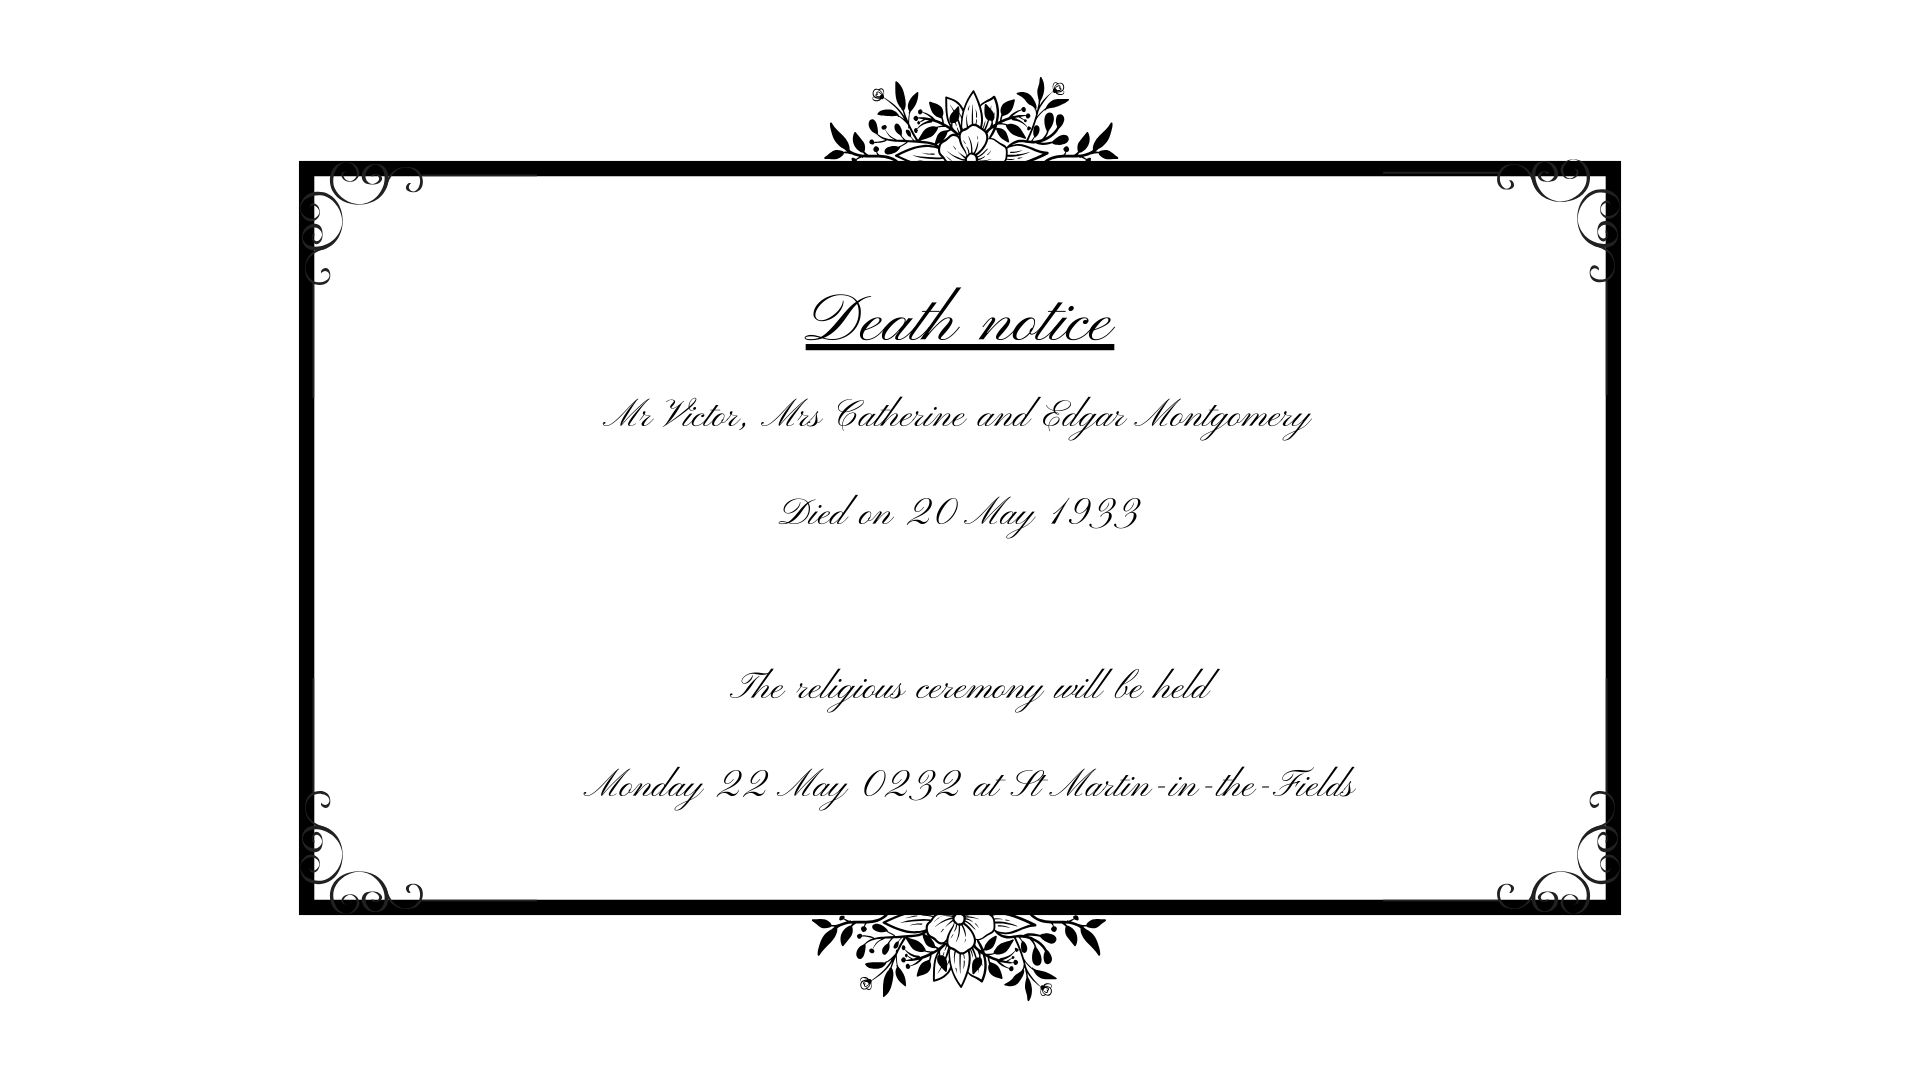 Death notice
Mr Victor, Mrs Catherine and Edgar Montgomery
Died on 20 May 1933
The religious ceremony will be held
Monday 22 May 0232 at St Martin-in-the-Fields